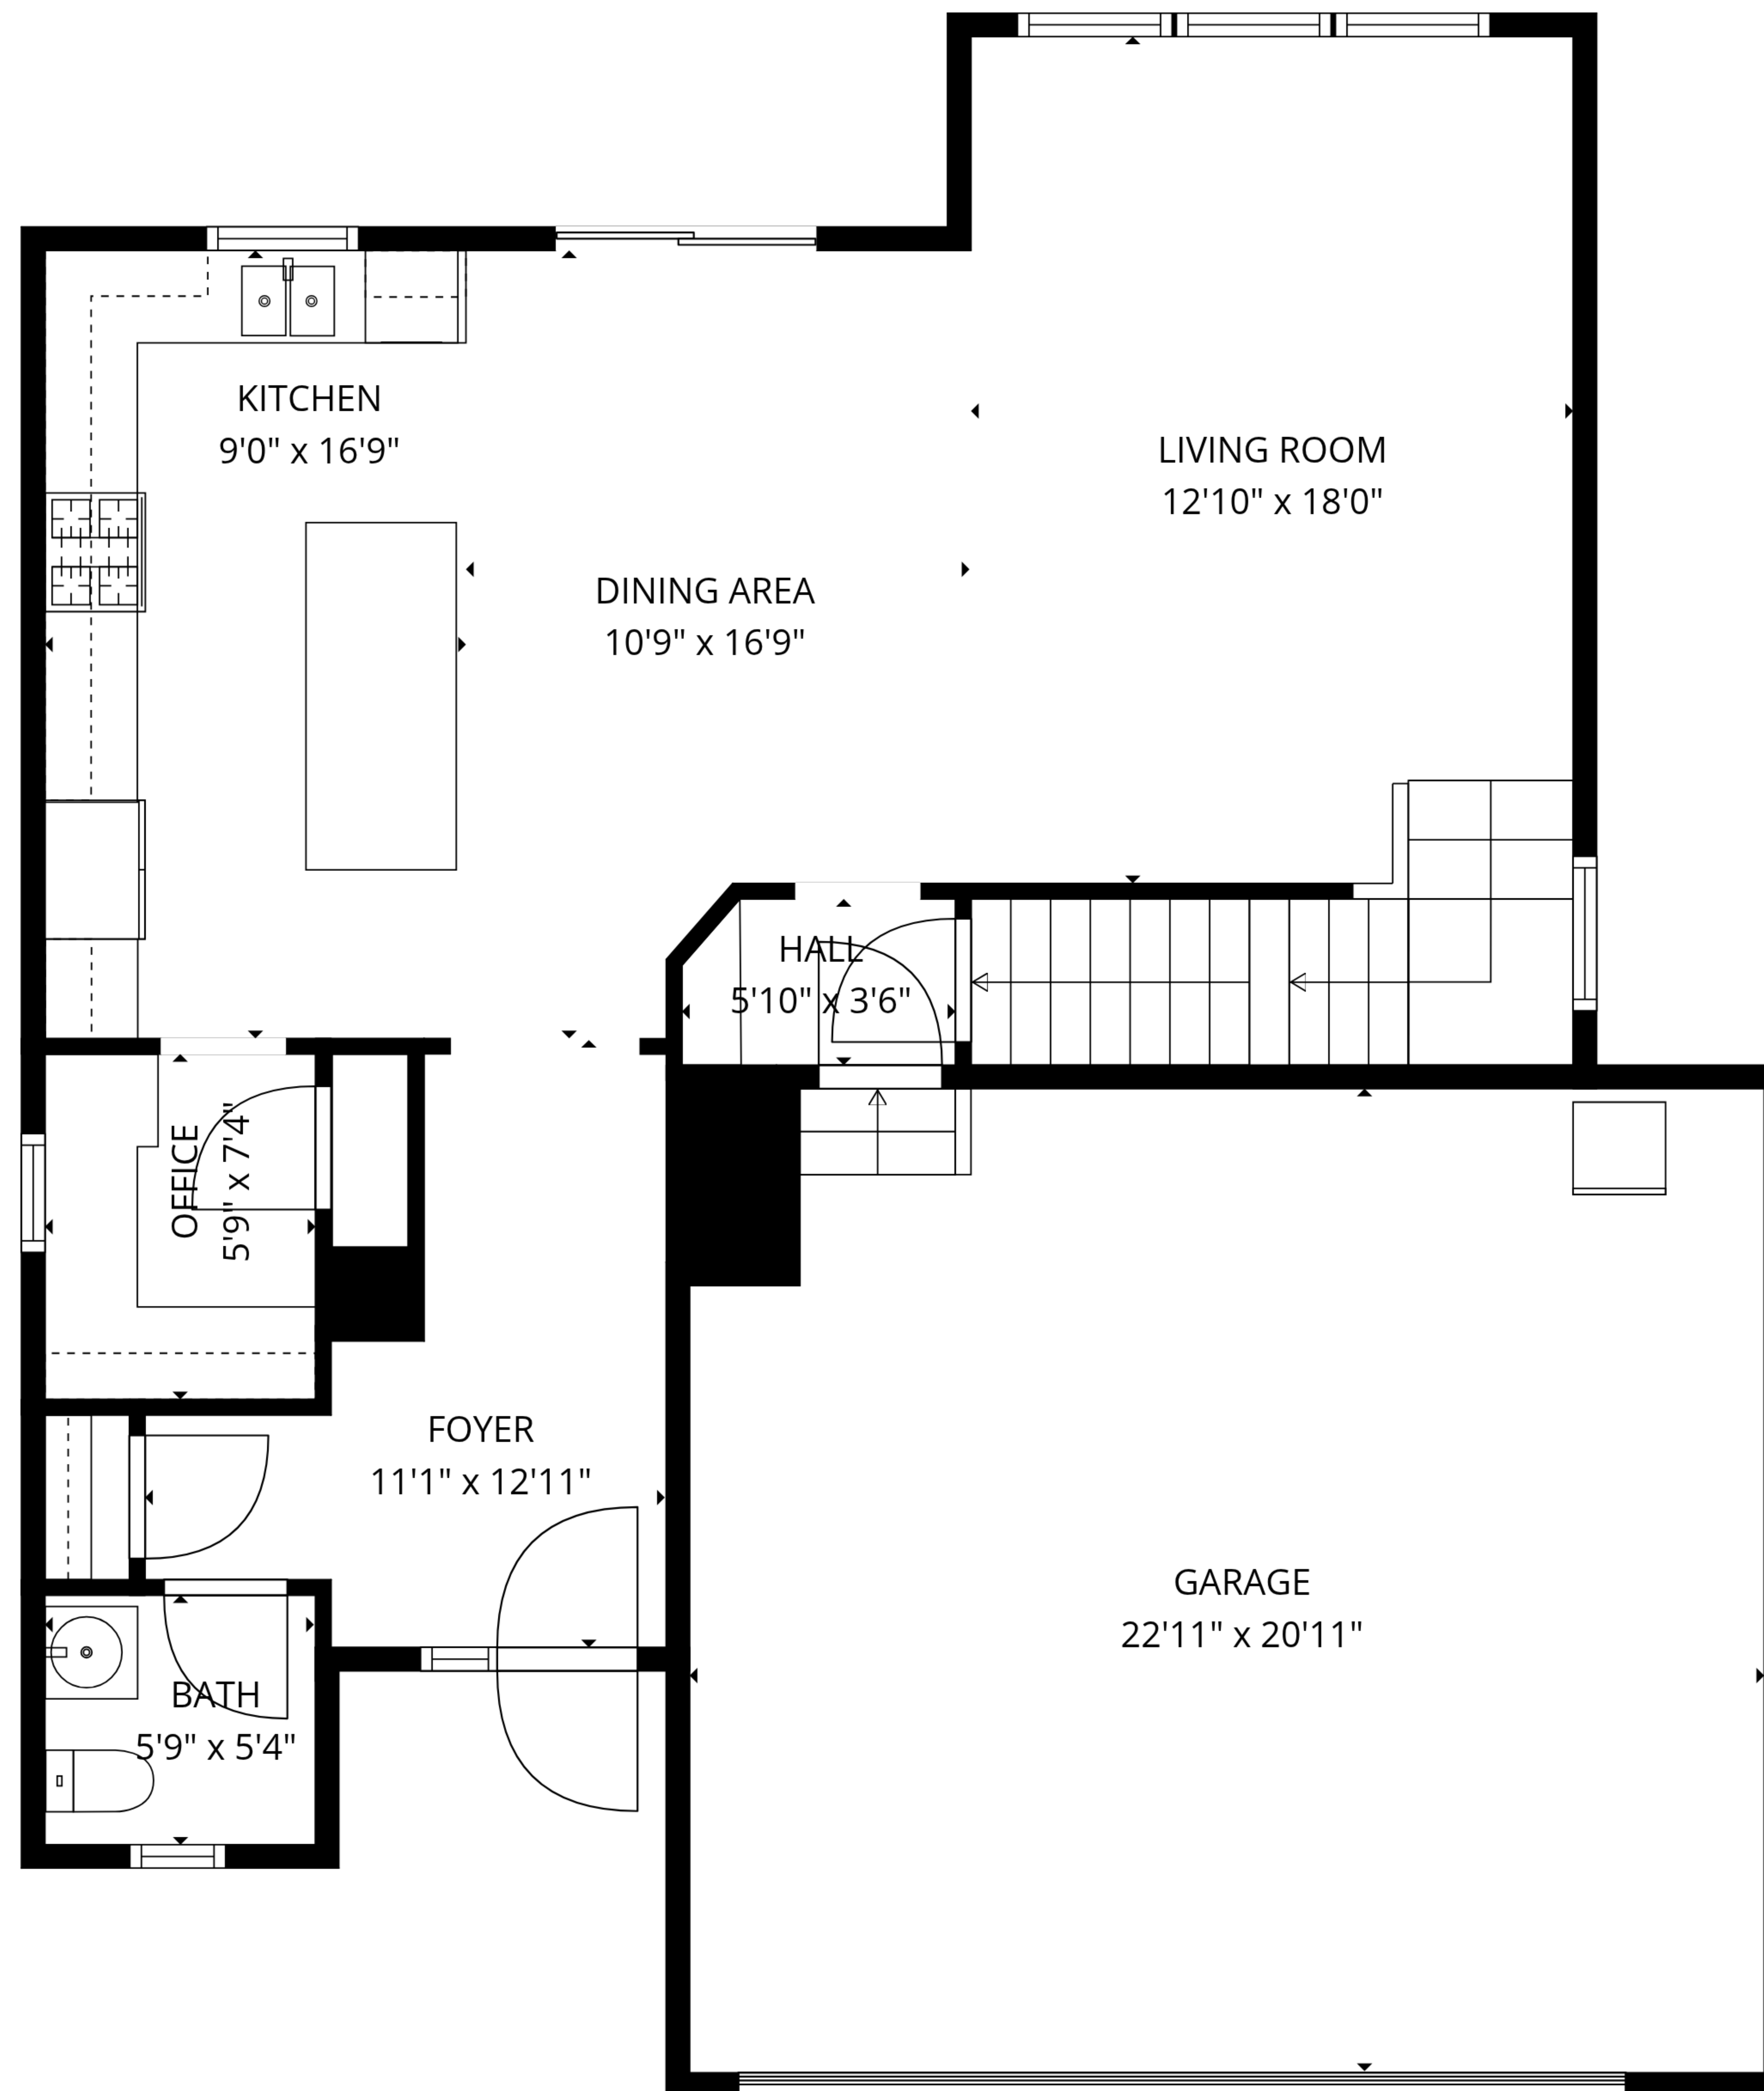 KITCHEN
9'0" x 16'9"
LIVING ROOM
12'10" x 18'0"
DINING AREA
10'9" x 16'9"
HALL
5'10" x 3'6"
OFFICE
5'9" x 7'4"
FOYER
11'1" x 12'11"
GARAGE
22'11" x 20'11"
BATH
5'9" x 5'4"